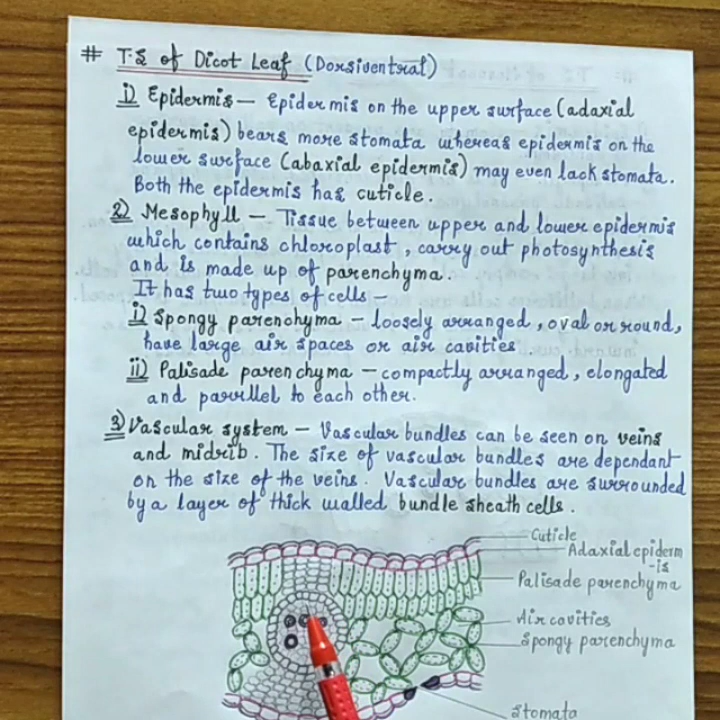 # T.S of Dicot Leaf (Dorsiventral)
i) Epidermis — Epidermis on the upper surface (adaxial
epidermis) bears more stomata whereas epidermis on the
lower surface (abaxial epidermis) may even lack stomata.
Both the epidermis has cuticle.
2) Mesophyll — Tissue between upper and lower epidermis
which contains chloroplast, carry out photosynthesis
and is made up of parenchyma.
It has two types of cells —
i) Spongy parenchyma — loosely arranged, oval or round,
have large air spaces or air cavities.
ii) Palisade parenchyma — compactly arranged, elongated
and parallel to each other.
3) Vascular system — Vascular bundles can be seen on veins
and midrib. The size of vascular bundles are dependant
on the size of the veins. Vascular bundles are surrounded
by a layer of thick walled bundle sheath cells.
Cuticle
Adaxial epiderm
-is
Palisade parenchyma
Air cavities
Spongy parenchyma
Stomata